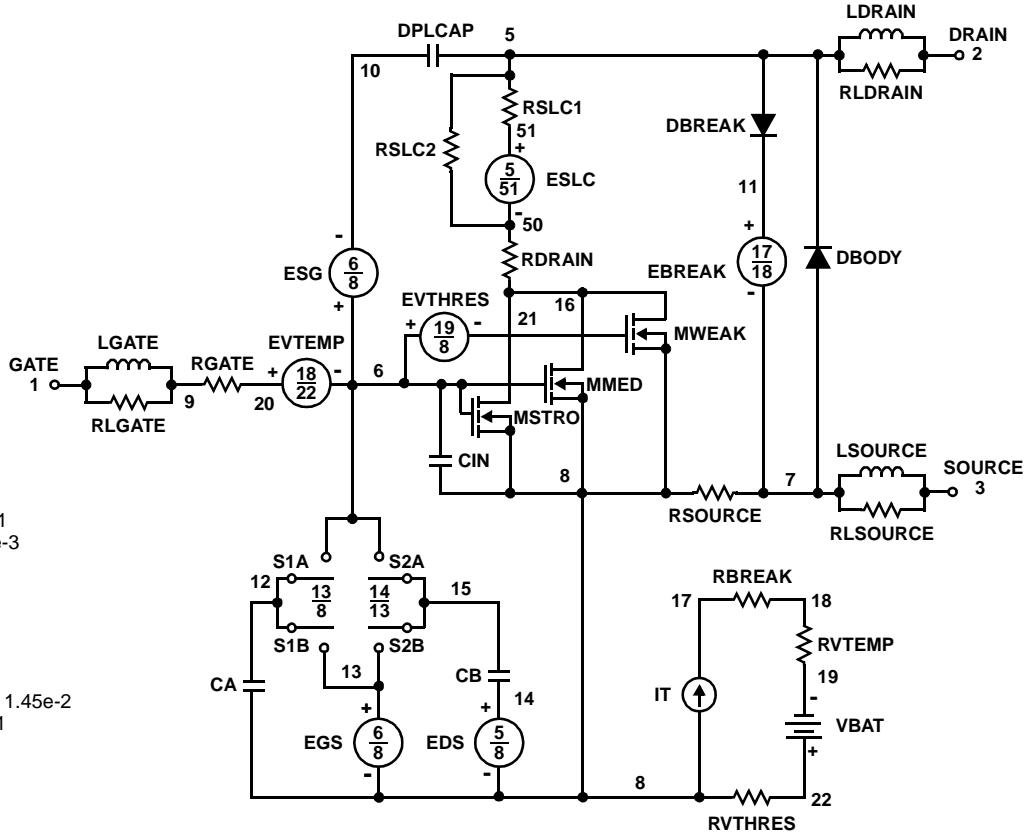 LDRAIN
DPLCAP 5 DRAIN
10 2
RLDRAIN
RSLC1
DBREAK
51
+
RSLC2
5
51
ESLC
11
-
50
- +
17
18
DBODY
RDRAIN
ESG 6
8
EBREAK
+ EVTHRES 16 -
+ 19
8
- 21
MWEAK
LGATE EVTEMP
GATE RGATE + 18
22
- 6
1 MMED
9 20
RLGATE MSTRO
LSOURCE
CIN 8 7 SOURCE
3
RSOURCE
RLSOURCE
1
e-3
S1A S2A
12 13
8
14
13
15 RBREAK
17 18
S1B S2B
RVTEMP
13 CB 19
CA 14 IT -
1.45e-2
1
+ + VBAT
EGS 6
8
EDS 5
8
+
- - 8 22
RVTHRES